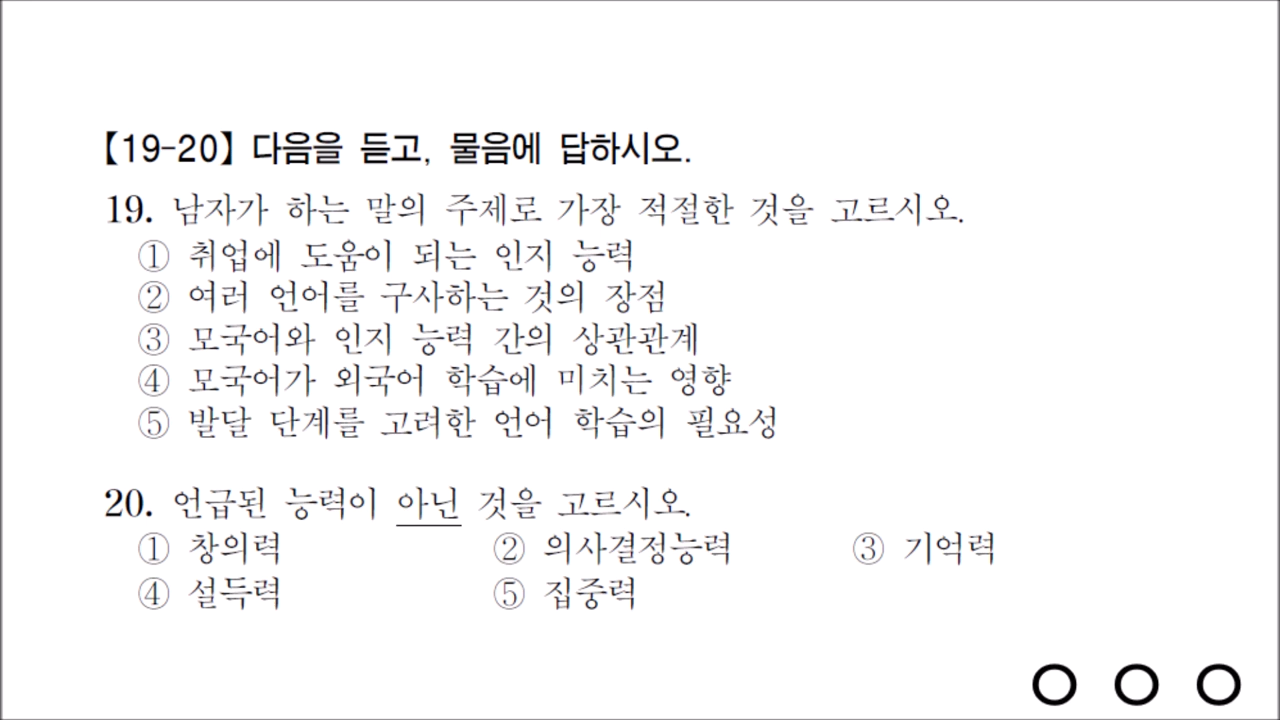 【19-20】 다음을 듣고, 물음에 답하시오.
19. 남자가 하는 말의 주제로 가장 적절한 것을 고르시오.
① 취업에 도움이 되는 인지 능력
② 여러 언어를 구사하는 것의 장점
③ 모국어와 인지 능력 간의 상관관계
④ 모국어가 외국어 학습에 미치는 영향
⑤ 발달 단계를 고려한 언어 학습의 필요성
20. 언급된 능력이 아닌 것을 고르시오.
① 창의력 ② 의사결정능력 ③ 기억력
④ 설득력 ⑤ 집중력